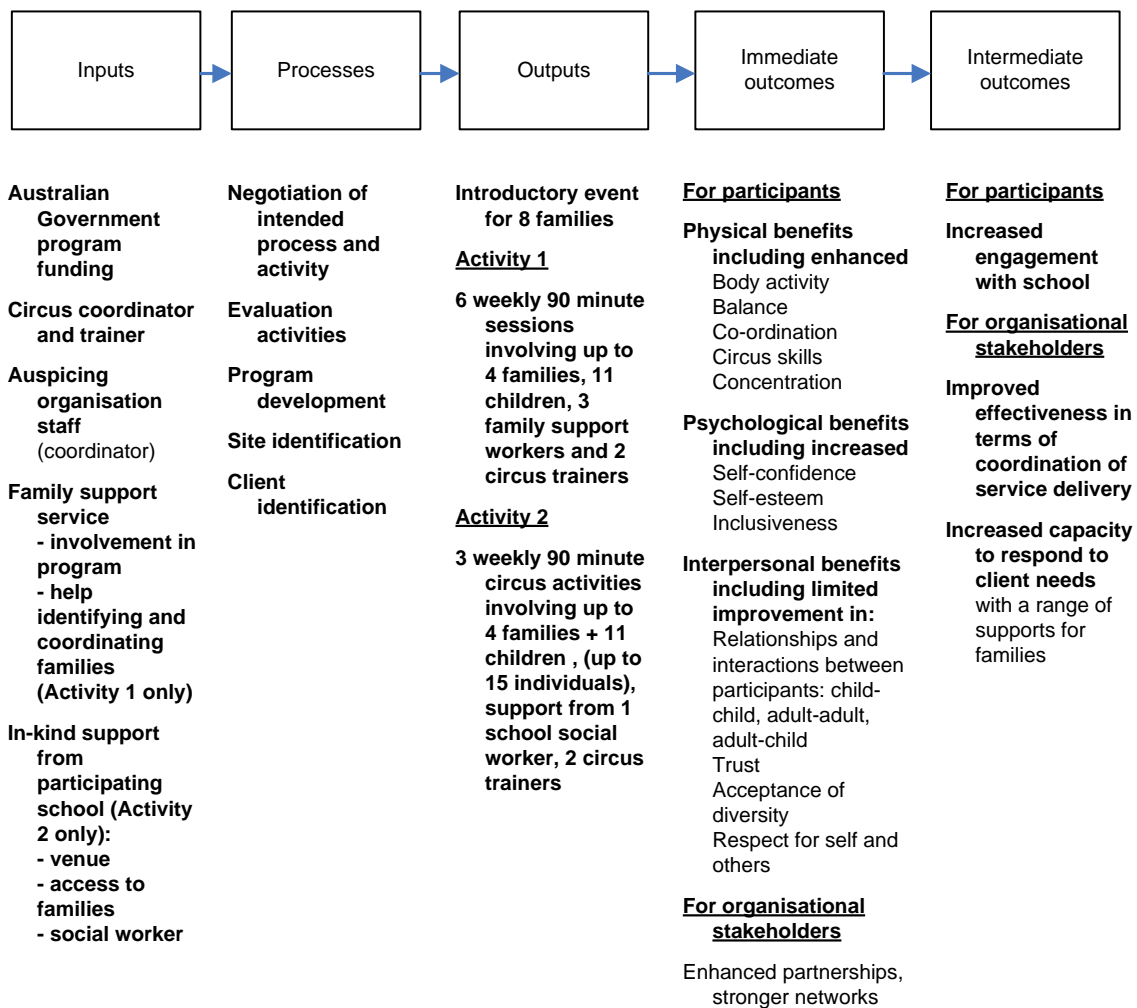 Inputs
Processes
Outputs
Immediate
outcomes
Intermediate
outcomes
Australian
Government
program
funding
Circus coordinator
and trainer
Auspicing
organisation
staff
(coordinator)
Family support
service
- involvement in
program
- help
identifying and
coordinating
families
(Activity 1 only)
In-kind support
from
participating
school (Activity
2 only):
- venue
- access to
families
- social worker
Negotiation of
intended
process and
activity
Evaluation
activities
Program
development
Site identification
Client
identification
Introductory event
for 8 families
Activity 1
6 weekly 90 minute
sessions
involving up to
4 families, 11
children, 3
family support
workers and 2
circus trainers
Activity 2
3 weekly 90 minute
circus activities
involving up to
4 families + 11
children , (up to
15 individuals),
support from 1
school social
worker, 2 circus
trainers
For participants
Physical benefits
including enhanced
Body activity
Balance
Co-ordination
Circus skills
Concentration
Psychological benefits
including increased
Self-confidence
Self-esteem
Inclusiveness
Interpersonal benefits
including limited
improvement in:
Relationships and
interactions between
participants: child-
child, adult-adult,
adult-child
Trust
Acceptance of
diversity
Respect for self and
others
For organisational
stakeholders
Enhanced partnerships,
stronger networks
For participants
Increased
engagement
with school
For organisational
stakeholders
Improved
effectiveness in
terms of
coordination of
service delivery
Increased capacity
to respond to
client needs
with a range of
supports for
families